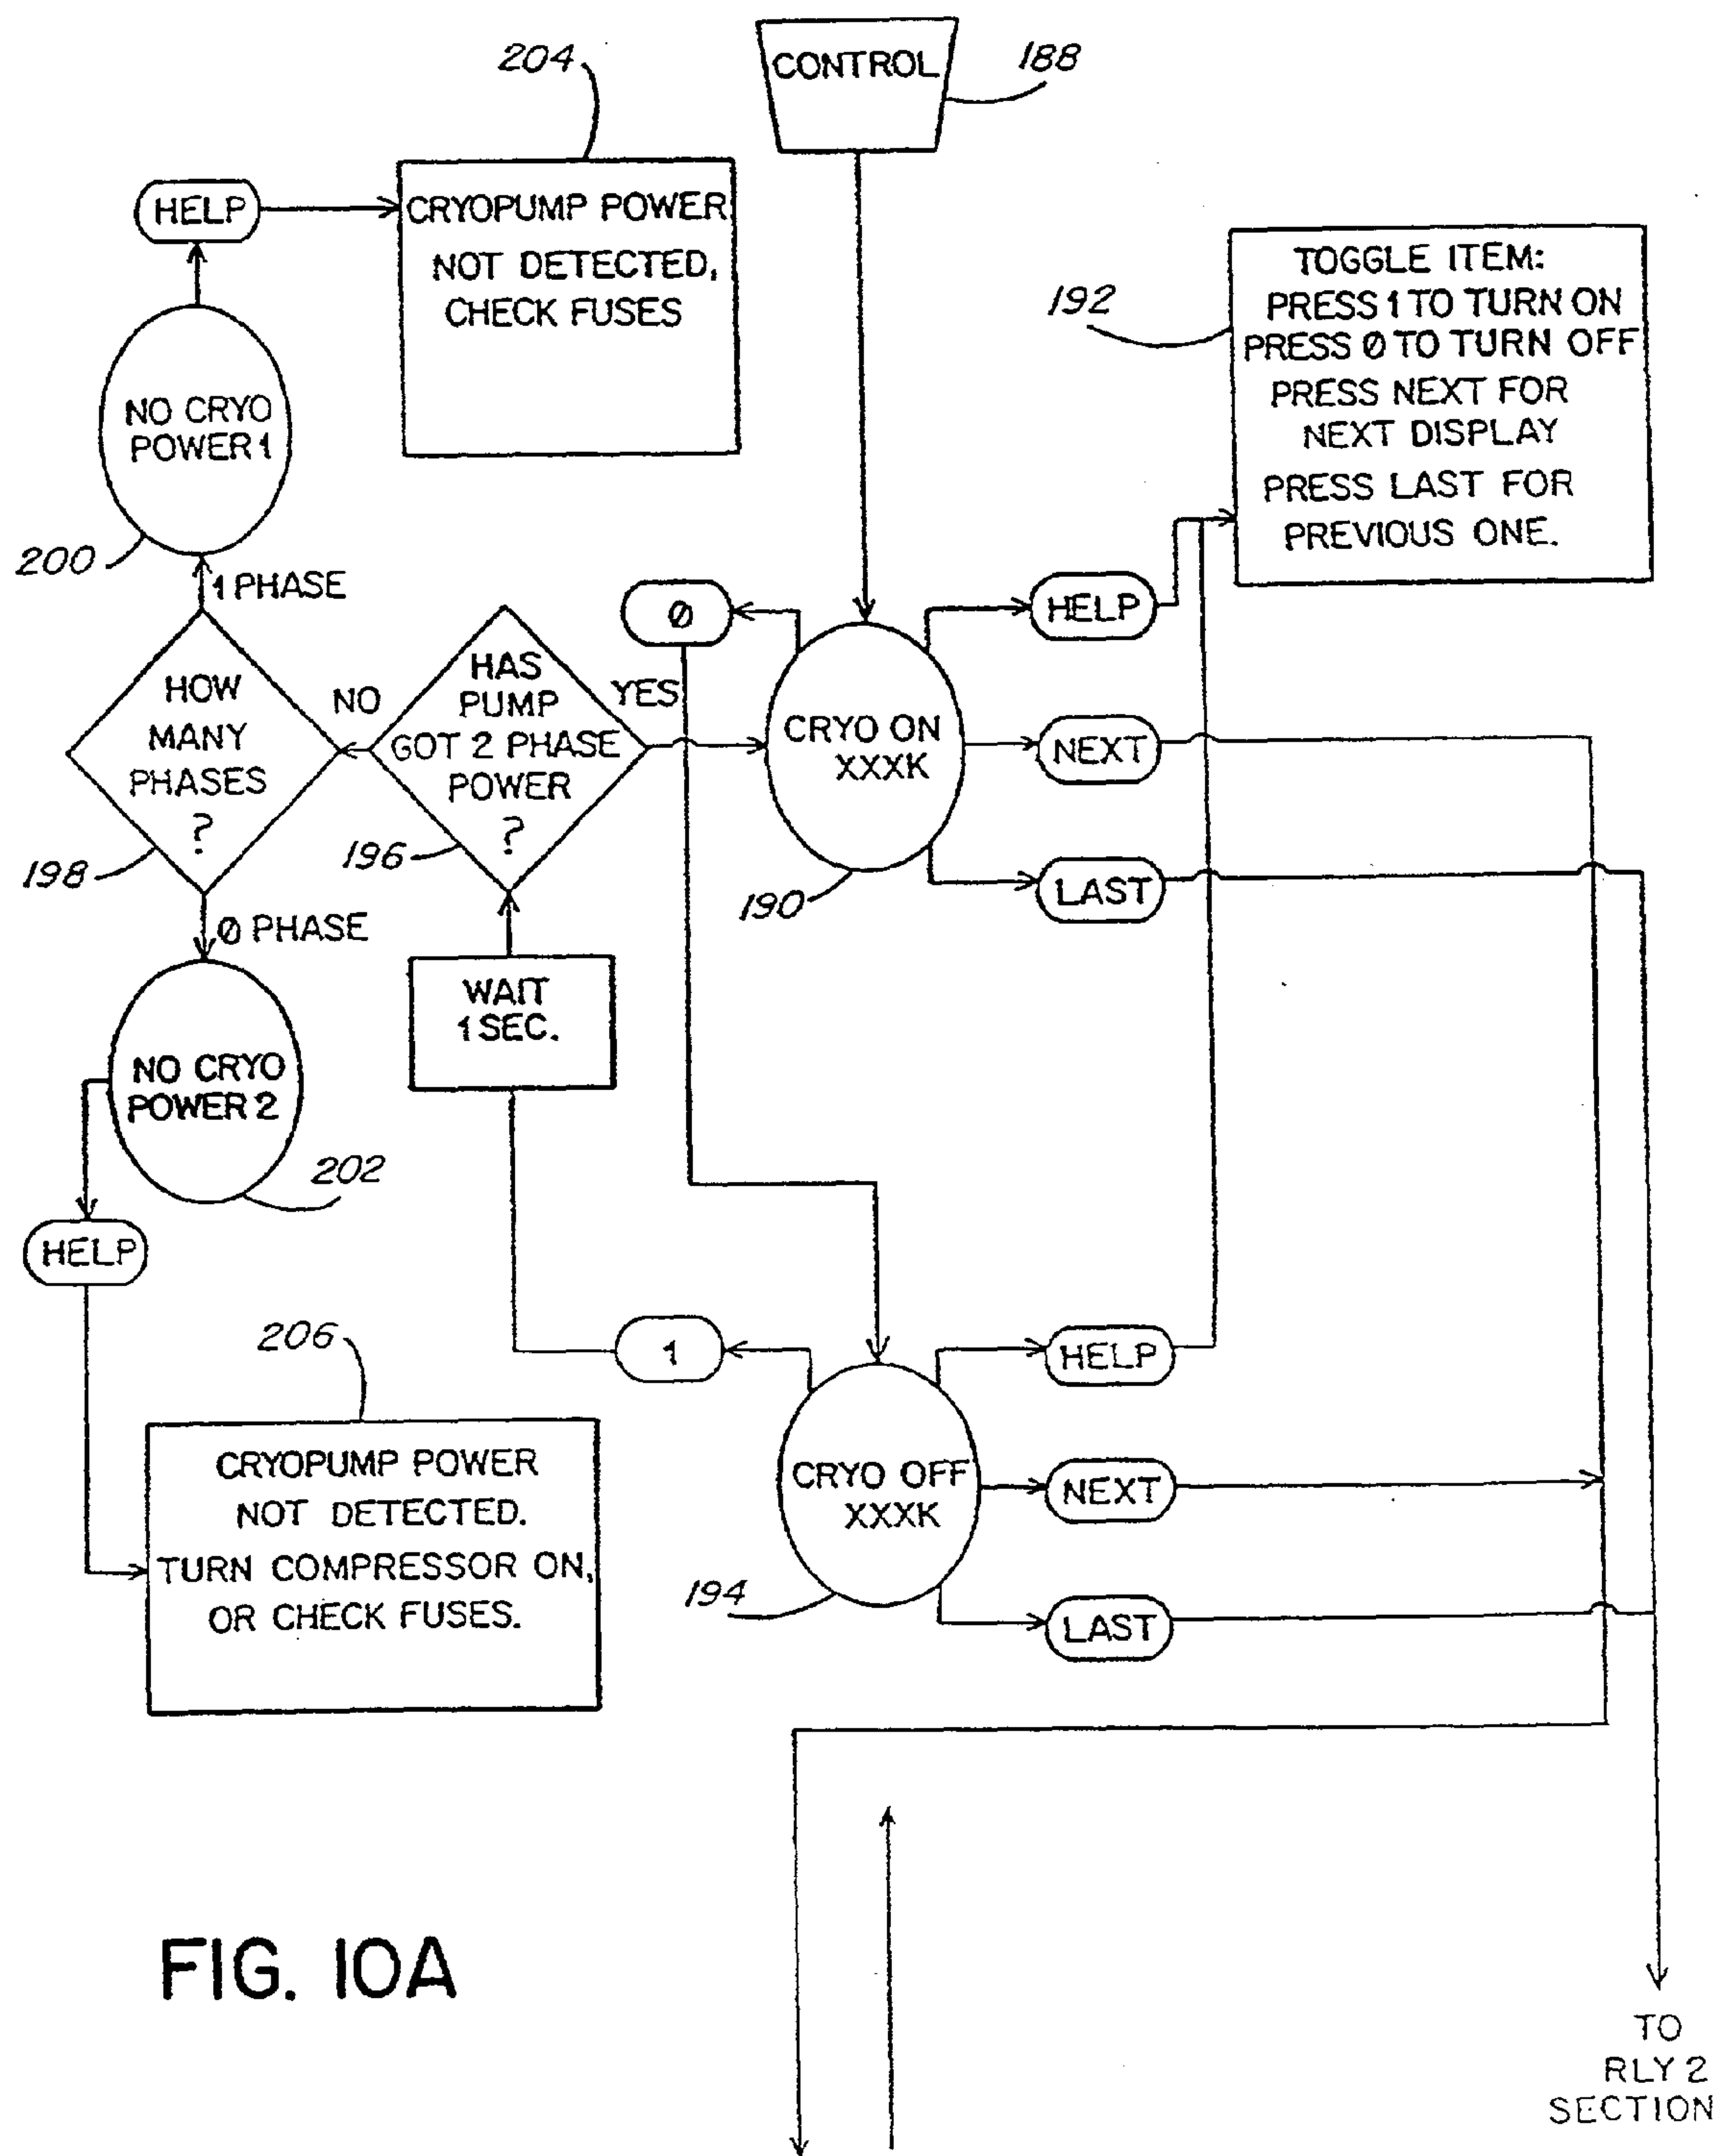 CONTROL
188
204
HELP
CRYOPUMP POWER
NOT DETECTED,
CHECK FUSES
192
TOGGLE ITEM:
PRESS 1 TO TURN ON
PRESS Ø TO TURN OFF
PRESS NEXT FOR
NEXT DISPLAY
PRESS LAST FOR
PREVIOUS ONE.
NO CRYO
POWER 1
200
1 PHASE
HOW
MANY
PHASES
?
198
NO
HAS
PUMP
GOT 2 PHASE
POWER
?
196
YES
Ø
CRYO ON
XXXK
190
HELP
NEXT
LAST
Ø PHASE
NO CRYO
POWER 2
202
WAIT
1 SEC.
HELP
206
CRYOPUMP POWER
NOT DETECTED.
TURN COMPRESSOR ON,
OR CHECK FUSES.
1
CRYO OFF
XXXK
194
HELP
NEXT
LAST
FIG. 10A
TO
RLY 2
SECTION